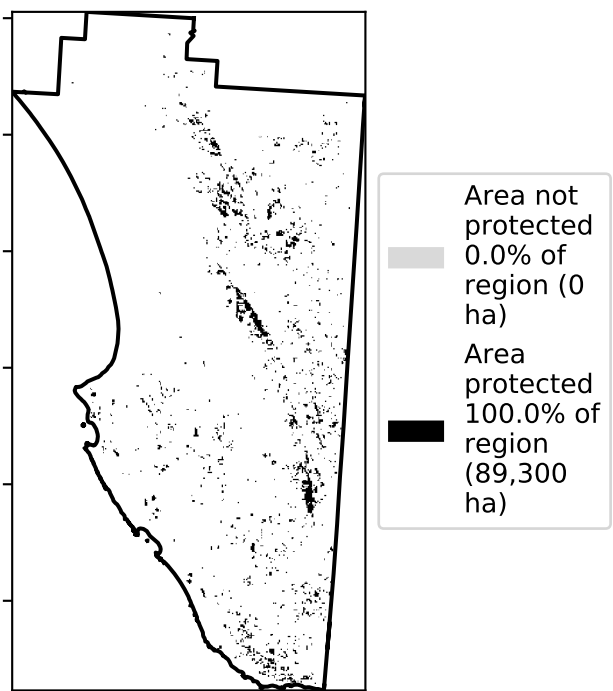 Area not
protected
0.0% of
region (0
ha)
Area
protected
100.0% of
region
(89,300
ha)